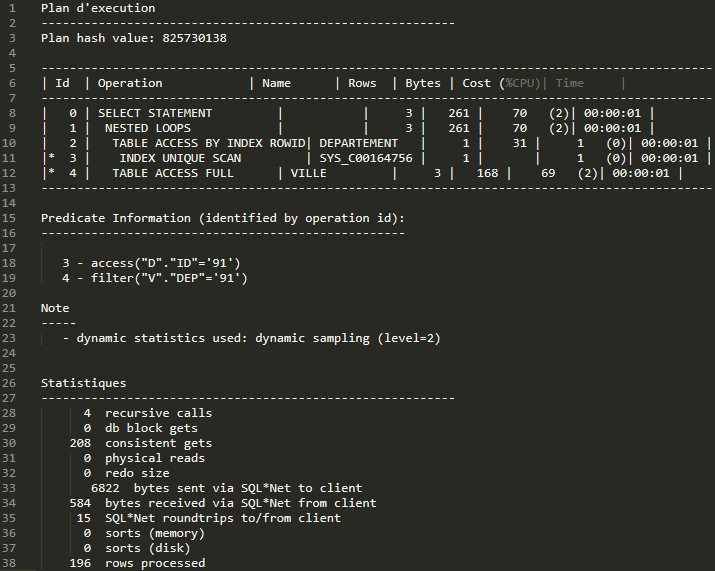 1 Plan d'execution
2 ----------------------------------------------------------
3 Plan hash value: 825730138
4
5 ----------------------------------------------------------------------------------------------
6 | Id  | Operation            | Name      | Rows  | Bytes | Cost (%CPU)| Time     |
7 ----------------------------------------------------------------------------------------------
8 |   0 | SELECT STATEMENT         |           |     3 |   261 |    70   (2)| 00:00:01 |
9 |   1 |  NESTED LOOPS            |           |     3 |   261 |    70   (2)| 00:00:01 |
10 |   2 |   TABLE ACCESS BY INDEX ROWID| DEPARTEMENT   |     1 |    31 |     1   (0)| 00:00:01 |
11 |*  3 |    INDEX UNIQUE SCAN         | SYS_C00164756 |     1 |       |     1   (0)| 00:00:01 |
12 |*  4 |   TABLE ACCESS FULL       | VILLE         |     3 |   168 |    69   (2)| 00:00:01 |
13 ----------------------------------------------------------------------------------------------
14
15 Predicate Information (identified by operation id):
16 ---------------------------------------------------
17
18    3 - access("D"."ID"='91')
19    4 - filter("V"."DEP"='91')
20
21 Note
22 -----
23    - dynamic statistics used: dynamic sampling (level=2)
24
25
26 Statistiques
27 ----------------------------------------------------------
28       4  recursive calls
29       0  db block gets
30     208  consistent gets
31       0  physical reads
32       0  redo size
33        6822  bytes sent via SQL*Net to client
34     584  bytes received via SQL*Net from client
35      15  SQL*Net roundtrips to/from client
36       0  sorts (memory)
37       0  sorts (disk)
38     196  rows processed